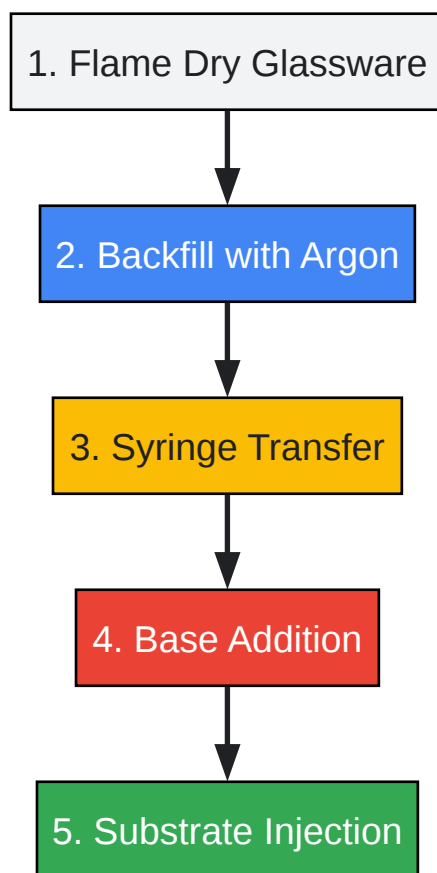 1. Flame Dry Glassware
2. Backfill with Argon
3. Syringe Transfer
4. Base Addition
5. Substrate Injection